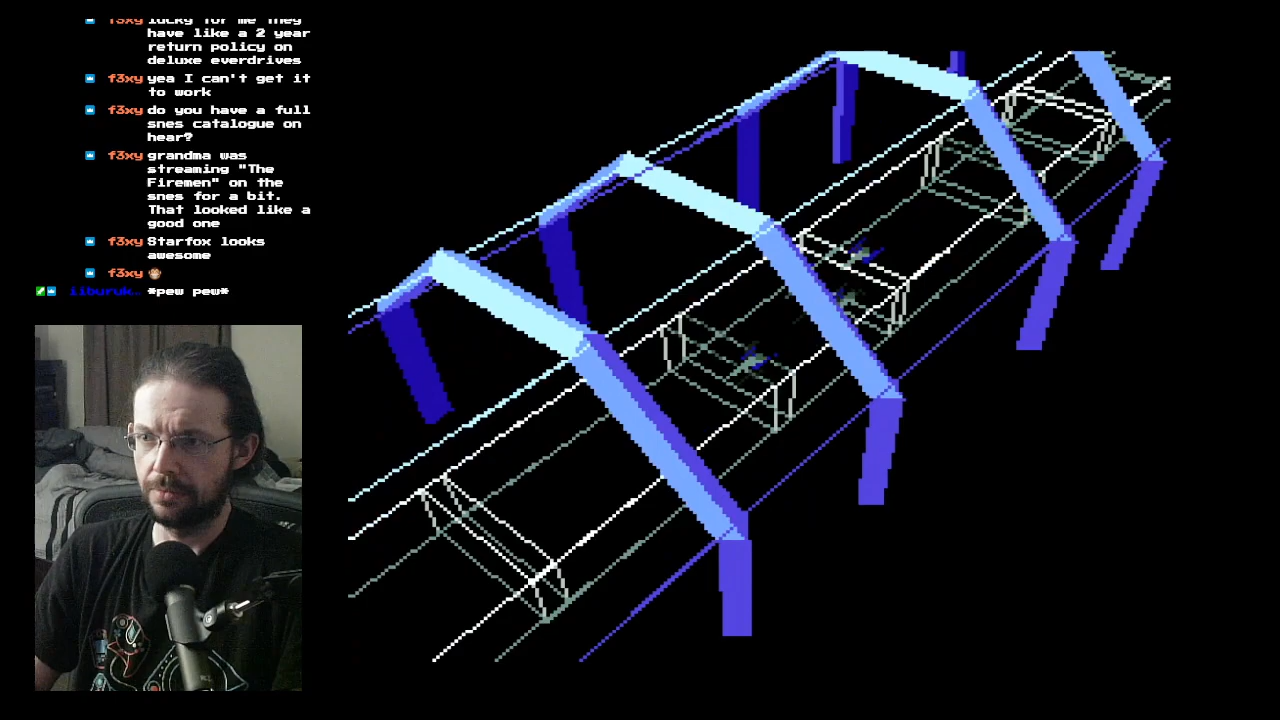 f3xy lucky for me they
have like a 2 year
return policy on
deluxe everdrives
f3xy yea I can't get it
to work
f3xy do you have a full
snes catalogue on
hear?
f3xy grandma was
streaming "The
Firemen" on the
snes for a bit.
That looked like a
good one
f3xy Starfox looks
awesome
f3xy
iiburuk… *pew pew*